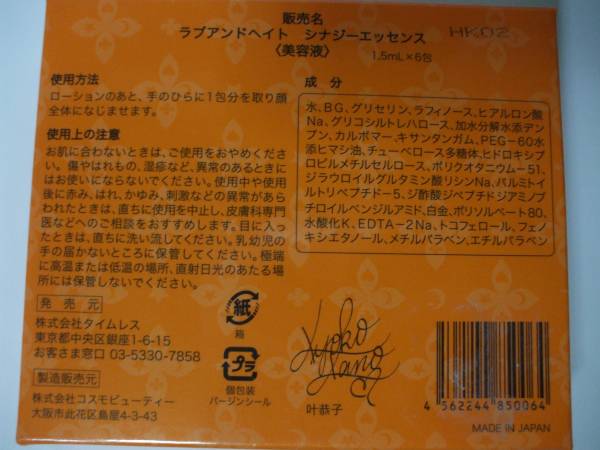 販売名
ラブアンドヘイト シナジーエッセンス
〈美容液〉
1.5mL×6包
HK02
使用方法
ローションのあと、手のひらに1包分を取り顔
全体になじませます。
使用上の注意
お肌に合わないときは、ご使用をおやめくださ
い。傷やはれもの、湿疹など、異常のあるときに
はお使いにならないでください。使用中や使用
後に赤み、はれ、かゆみ、刺激などの異常があら
われたときは、直ちに使用を中止し、皮膚科専門
医などへのご相談をおすすめします。目に入っ
たときは、直ちに洗い流してください。乳幼児の
手の届かないところに保管してください。極端
に高温または低温の場所、直射日光のあたる場
所には保管しないでください。
発売元
株式会社タイムレス
東京都中央区銀座1-6-15
お客さま窓口 03-5330-7858
製造販売元
株式会社コスモビューティー
大阪市此花区島屋4-3-43
成分
水、BG、グリセリン、ラフィノース、ヒアルロン酸
Na、グリコシルトレハロース、加水分解水添デン
プン、カルボマー、キサンタンガム、PEG-60水
添ヒマシ油、チューベロース多糖体、ヒドロキシプ
ロピルメチルセルロース、ポリクオタニウム-51、
ジラウロイルグルタミン酸リシンNa、パルミトイ
ルトリペプチド-5、ジ酢酸ジペプチドジアミノブ
チロイルベンジルアミド、白金、ポリソルベート80、
水酸化K、EDTA-2Na、トコフェロール、フェノ
キシエタノール、メチルパラベン、エチルパラベン
紙
箱
プラ
個包装
バージンシール
Kyoko Kano
叶恭子
4 562244 850064
MADE IN JAPAN